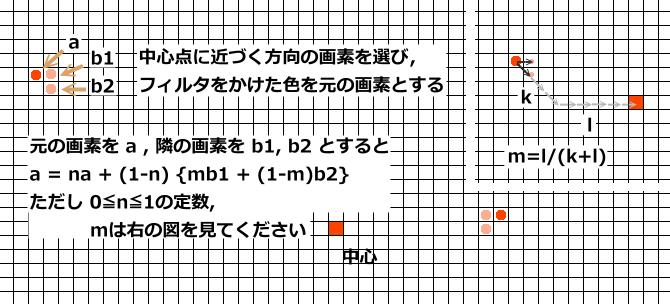 a
b1
b2
中心点に近づく方向の画素を選び,
フィルタをかけた色を元の画素とする
元の画素を a , 隣の画素を b1, b2 とすると
a = na + (1-n) {mb1 + (1-m)b2}
ただし 0≦n≦1の定数,
mは右の図を見てください
中心
k
l
m=l/(k+l)